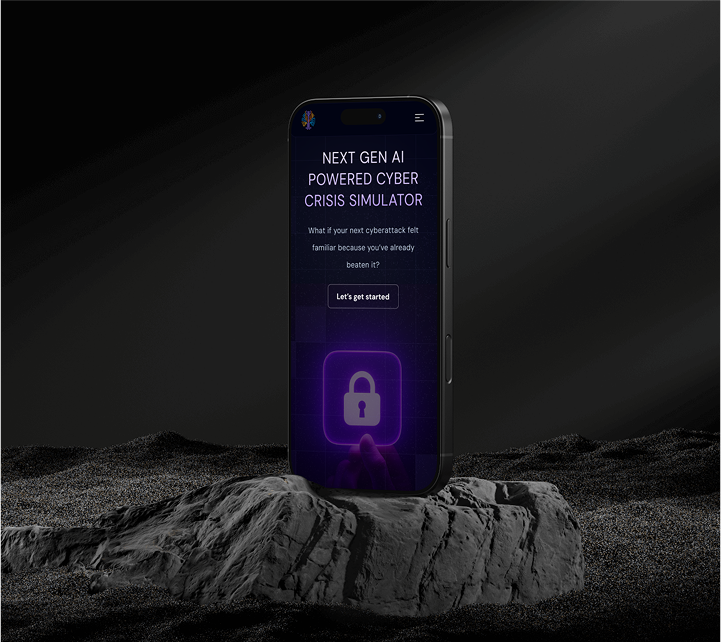 NEXT GEN AI
POWERED CYBER
CRISIS SIMULATOR
What if your next cyberattack felt
familiar because you've already
beaten it?
Let's get started